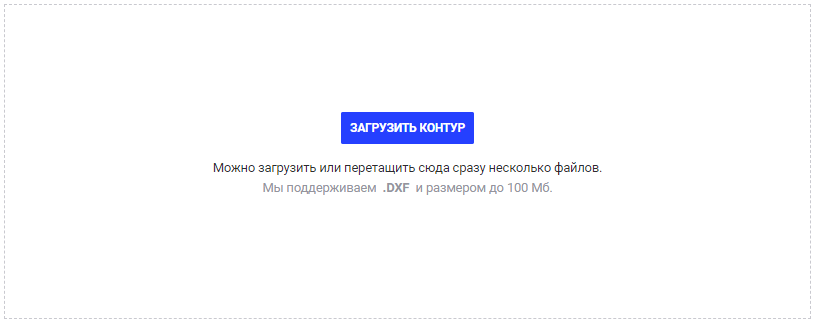 ЗАГРУЗИТЬ КОНТУР
Можно загрузить или перетащить сюда сразу несколько файлов.
Мы поддерживаем .DXF и размером до 100 Мб.